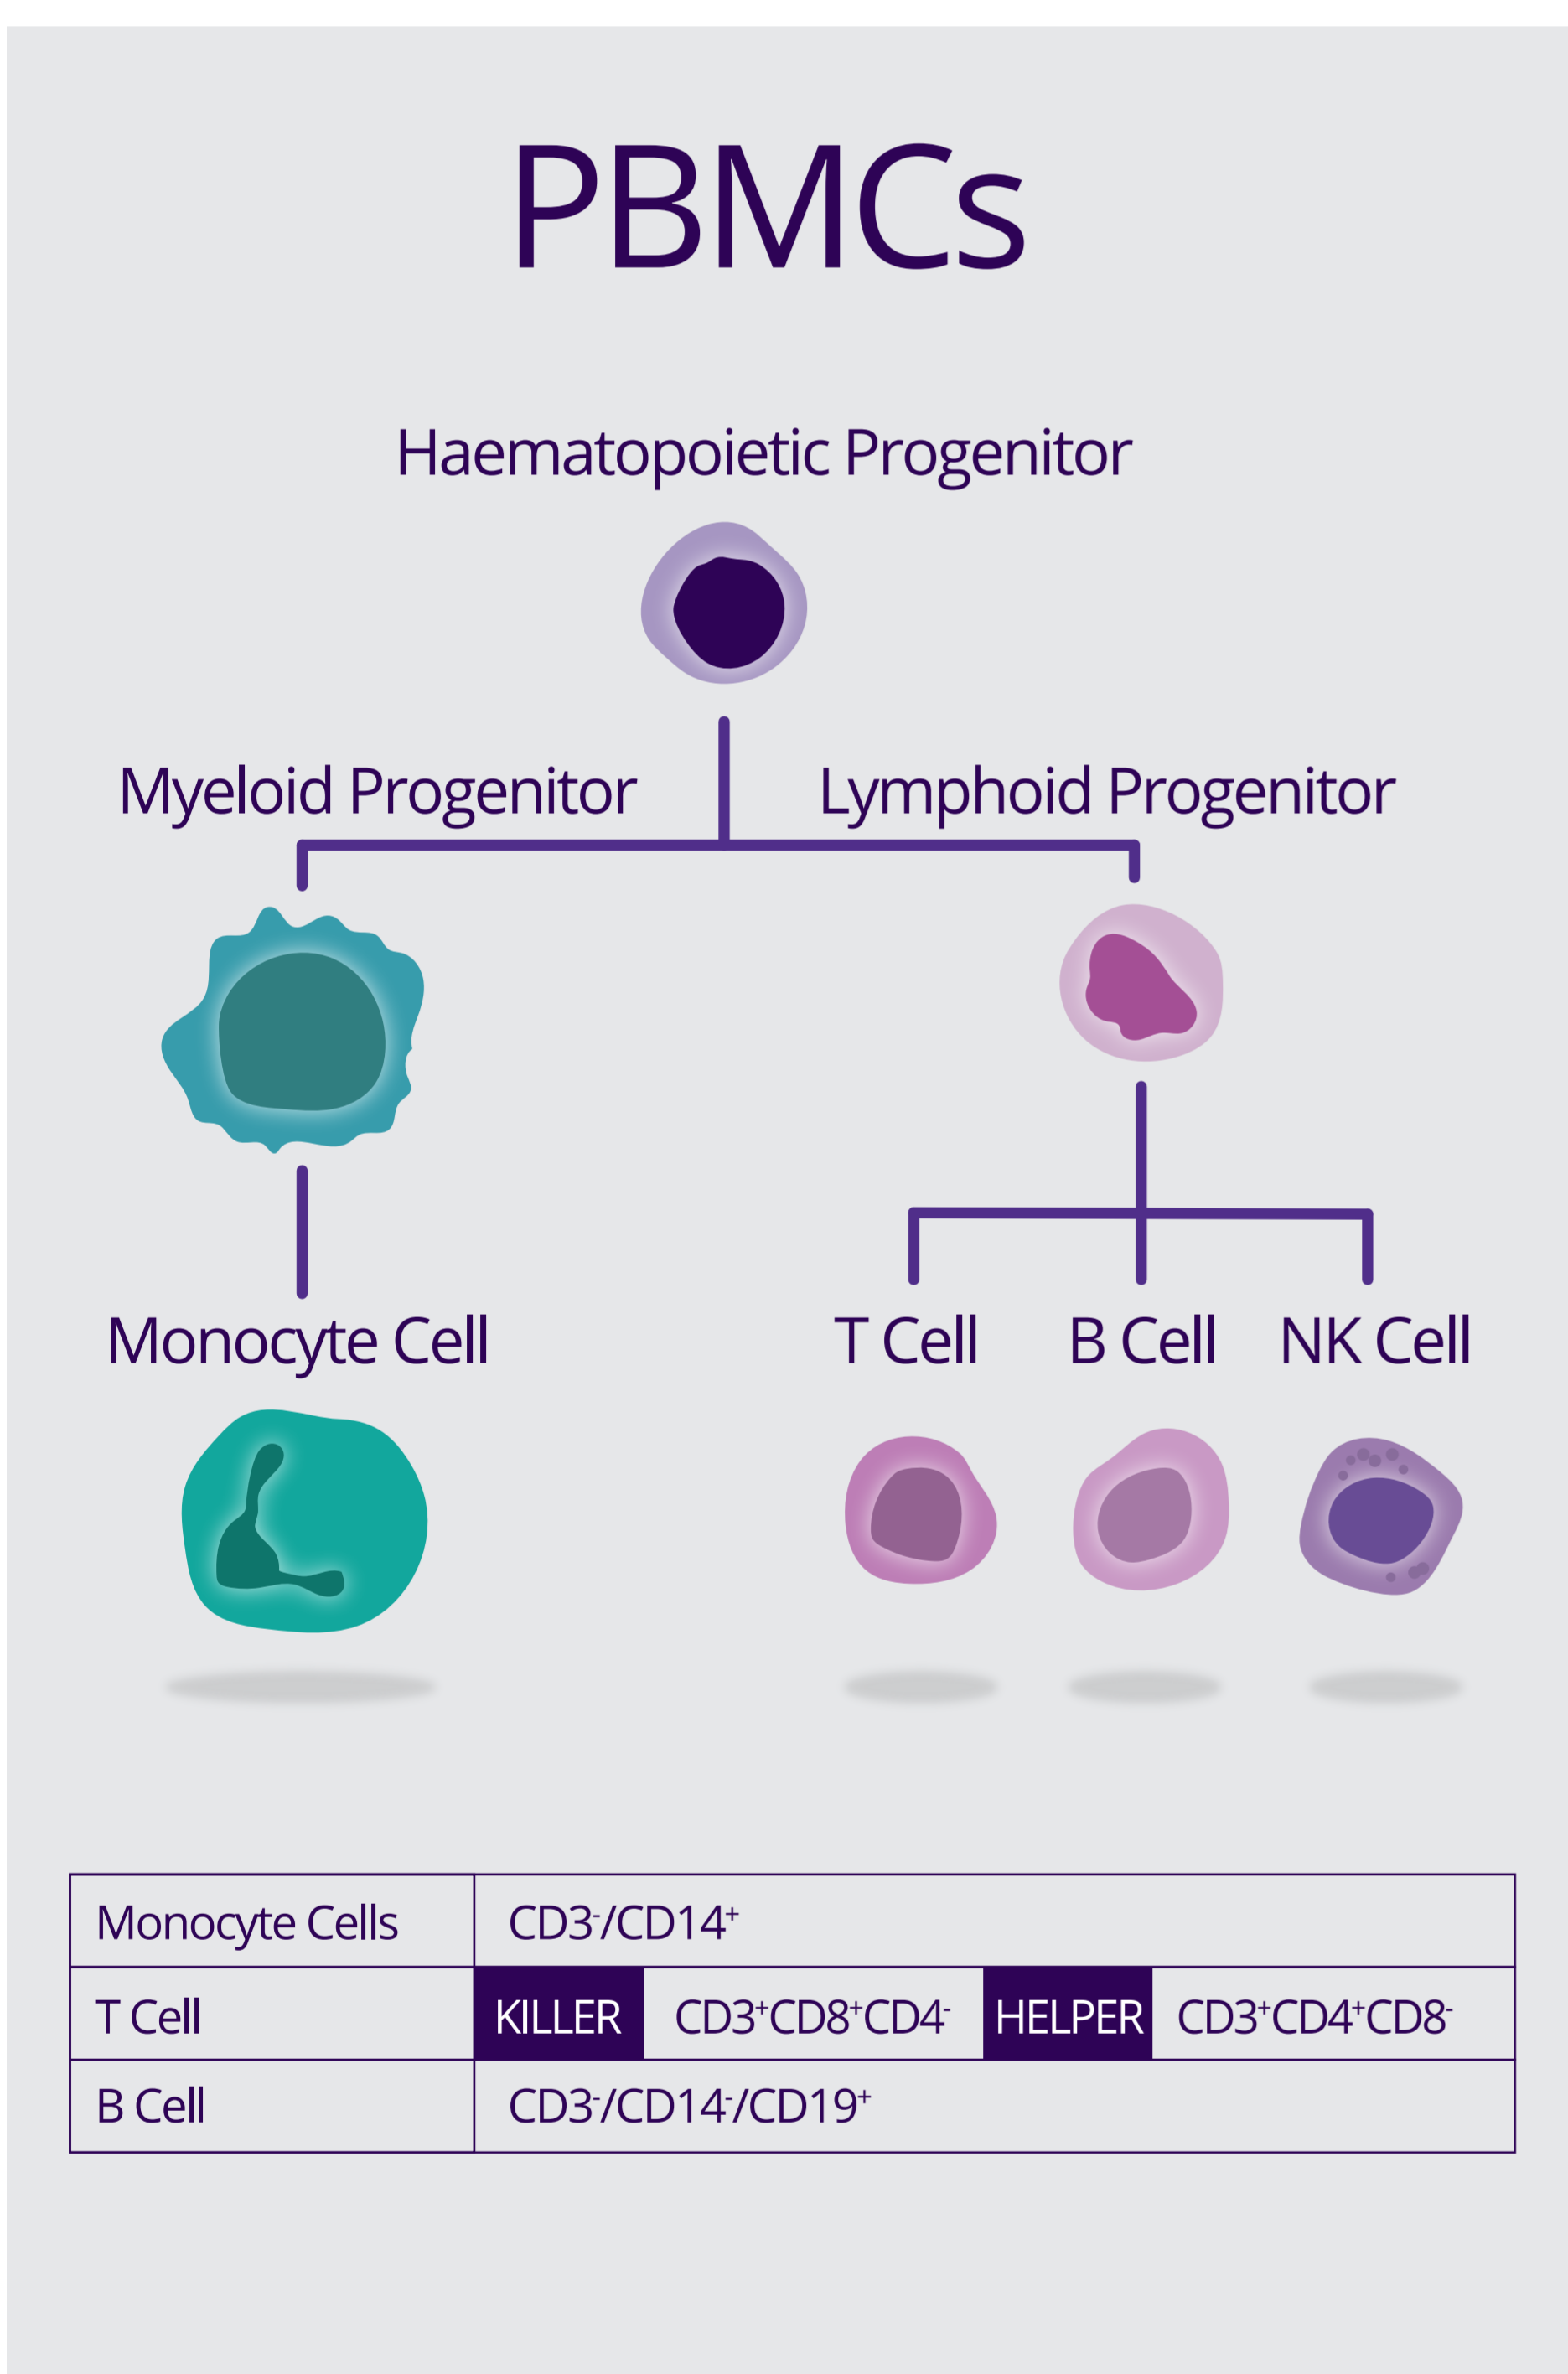 PBMCs
Haematopoietic Progenitor
Myeloid Progenitor
Lymphoid Progenitor
Monocyte Cell
T Cell
B Cell
NK Cell
Monocyte Cells
CD3⁻/CD14⁺
T Cell
KILLER
CD3⁺CD8⁺CD4⁻
HELPER
CD3⁺CD4⁺CD8⁻
B Cell
CD3⁻/CD14⁻/CD19⁺